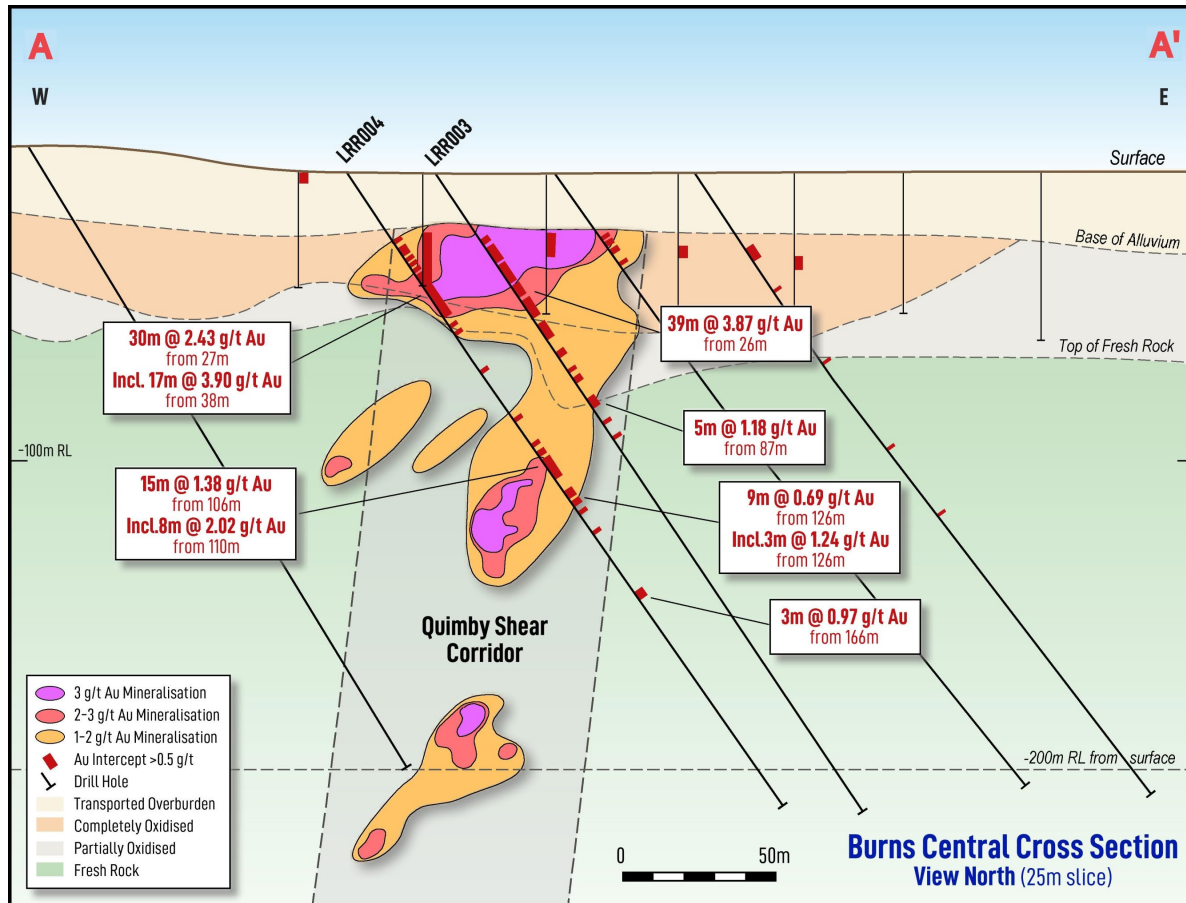 A
A'
W
E
LRR004
LRR003
Surface
Base of Alluvium
30m @ 2.43 g/t Au
from 27m
Incl. 17m @ 3.90 g/t Au
from 38m
39m @ 3.87 g/t Au
from 26m
Top of Fresh Rock
5m @ 1.18 g/t Au
from 87m
-100m RL
15m @ 1.38 g/t Au
from 106m
Incl.8m @ 2.02 g/t Au
from 110m
9m @ 0.69 g/t Au
from 126m
Incl.3m @ 1.24 g/t Au
from 126m
3m @ 0.97 g/t Au
from 166m
Quimby Shear
Corridor
3 g/t Au Mineralisation
2-3 g/t Au Mineralisation
1-2 g/t Au Mineralisation
Au Intercept >0.5 g/t
Drill Hole
Transported Overburden
Completely Oxidised
Partially Oxidised
Fresh Rock
-200m RL from surface
0
50m
Burns Central Cross Section
View North (25m slice)